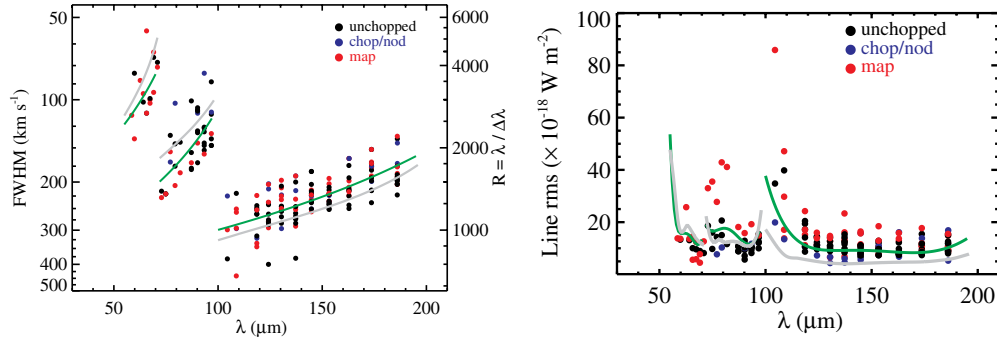 50
100
200
300
400
500
FWHM (km s⁻¹)
6000
4000
2000
1000
R = λ / Δλ
unchopped
chop/nod
map
50
100
150
200
λ (μm)
100
80
60
40
20
Line rms (× 10⁻¹⁸ W m⁻²)
unchopped
chop/nod
map
50
100
150
200
λ (μm)